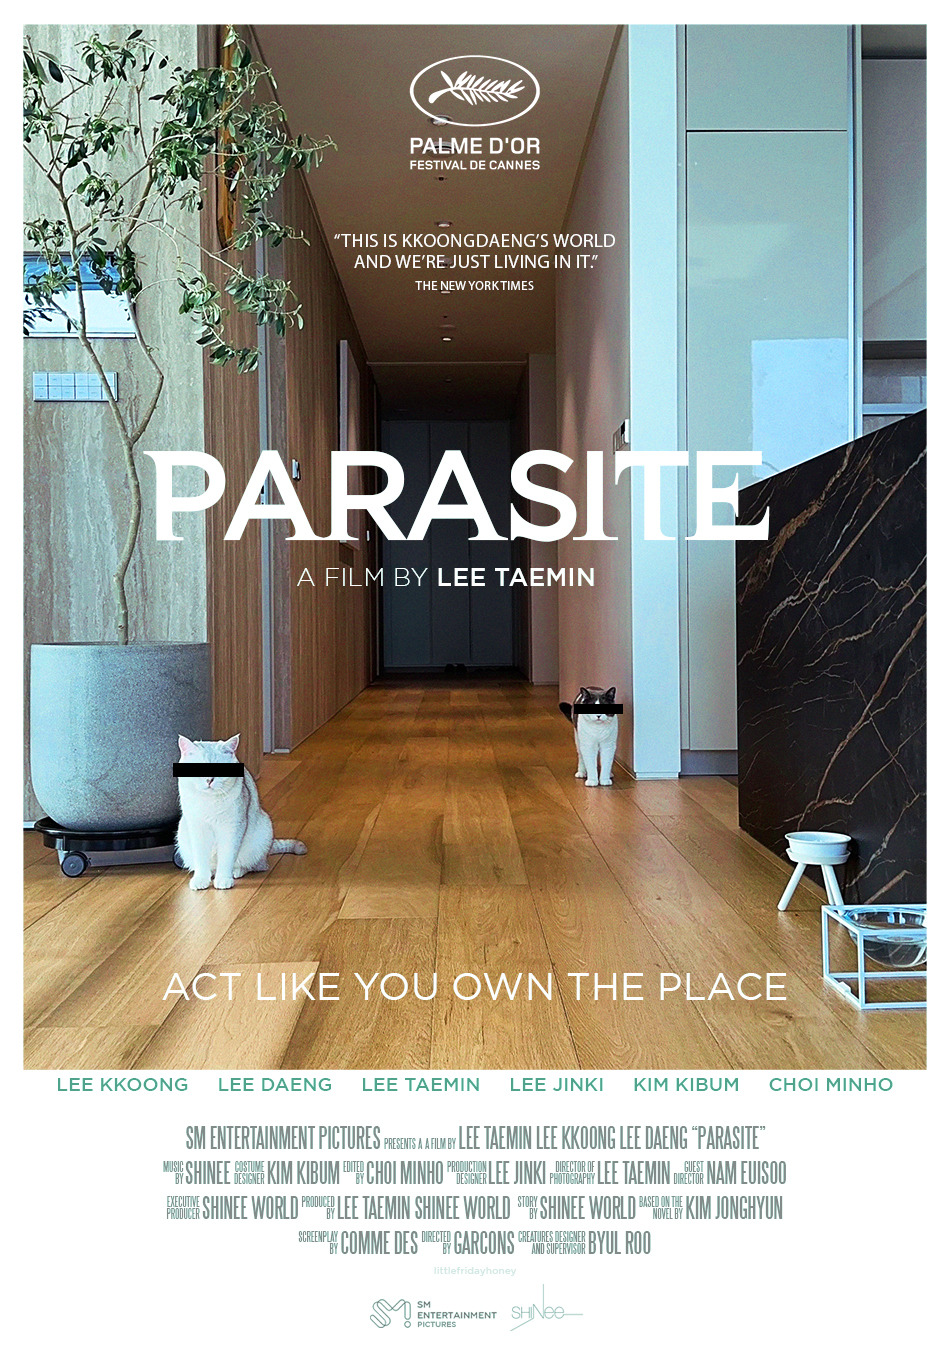 PALME D'OR
FESTIVAL DE CANNES
“THIS IS KKOONGDAENG’S WORLD
AND WE’RE JUST LIVING IN IT.”
THE NEW YORK TIMES
PARASITE
A FILM BY LEE TAEMIN
ACT LIKE YOU OWN THE PLACE
LEE KKOONG LEE DAENG LEE TAEMIN LEE JINKI KIM KIBUM CHOI MINHO
SM ENTERTAINMENT PICTURES PRESENTS A A FILM BY LEE TAEMIN LEE KKOONG LEE DAENG “PARASITE”
MUSIC BY SHINEE COSTUME DESIGNER KIM KIBUM EDITED BY CHOI MINHO PRODUCTION DESIGNER LEE JINKI DIRECTOR OF PHOTOGRAPHY LEE TAEMIN GUEST DIRECTOR NAM EUISOO
EXECUTIVE PRODUCER SHINEE WORLD PRODUCED BY LEE TAEMIN SHINEE WORLD STORY BY SHINEE WORLD BASED ON THE NOVEL BY KIM JONGHYUN
SCREENPLAY BY COMME DES DIRECTED BY GARCONS CREATURES DESIGNER AND SUPERVISOR BYUL ROO
littlefridayhoney
SM
ENTERTAINMENT
PICTURES
SHINee